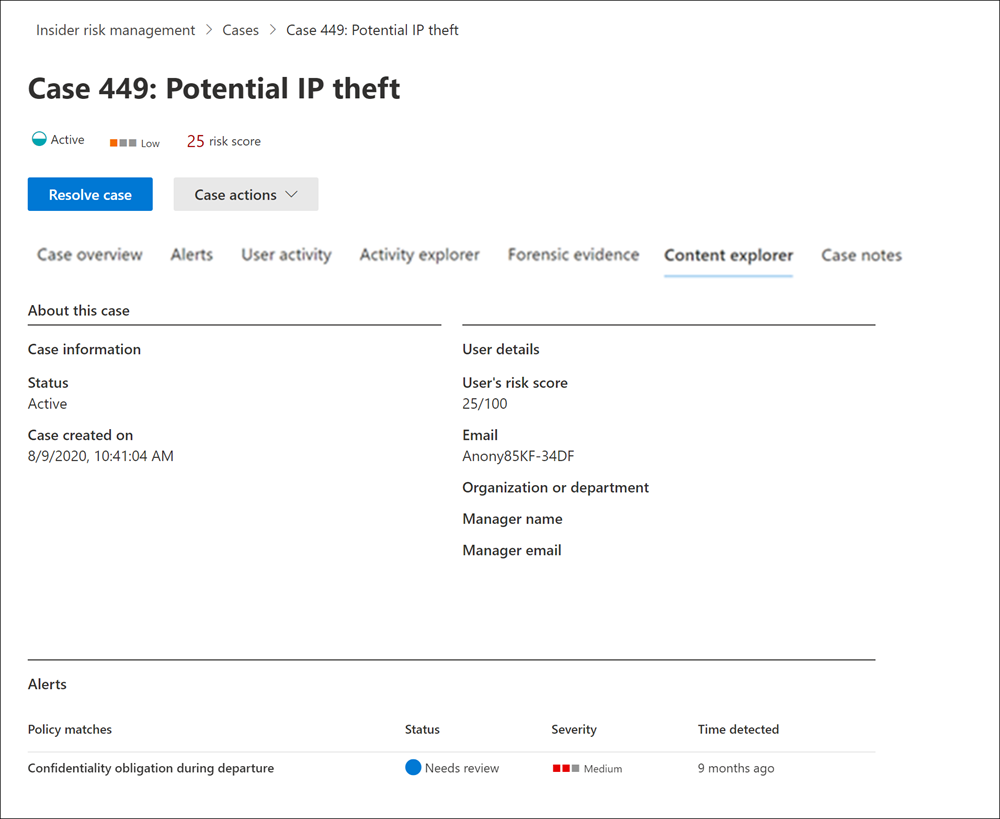 Insider risk management > Cases > Case 449: Potential IP theft
Case 449: Potential IP theft
Active Low 25 risk score
Resolve case Case actions
Case overview Alerts User activity Activity explorer Forensic evidence Content explorer Case notes
About this case
Case information User details
Status User's risk score
Active 25/100
Case created on Email
8/9/2020, 10:41:04 AM Anony85KF-34DF
Organization or department
Manager name
Manager email
Alerts
Policy matches Status Severity Time detected
Confidentiality obligation during departure Needs review Medium 9 months ago